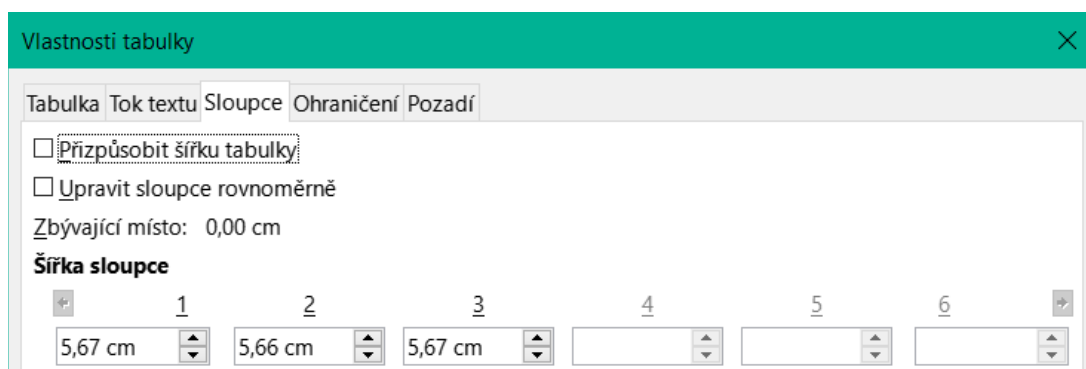 Vlastnosti tabulky
Tabulka Tok textu Sloupce Ohraničení Pozadí
Přizpůsobit šířku tabulky
Upravit sloupce rovnoměrně
Zbývající místo: 0,00 cm
Šířka sloupce
1 2 3 4 5 6
5,67 cm 5,66 cm 5,67 cm